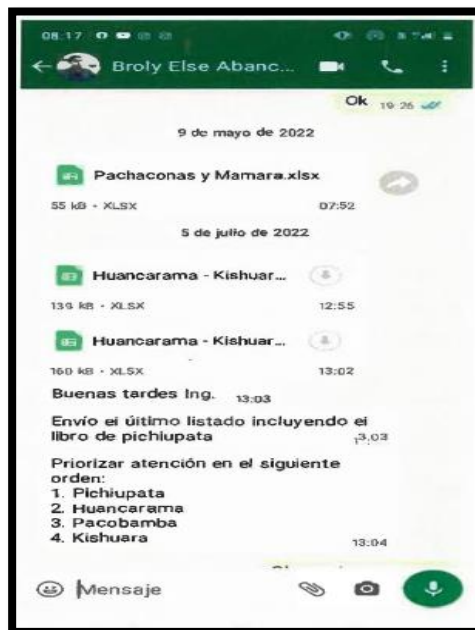 08:17
Broly Else Abanc...
Ok 19:26
9 de mayo de 2022
Pachaconas y Mamara.xlsx
55 kB · XLSX 07:52
5 de julio de 2022
Huancarama - Kishuar...
139 kB · XLSX 12:55
Huancarama - Kishuar...
160 kB · XLSX 13:02
Buenas tardes Ing. 13:03
Envío el último listado incluyendo el
libro de pichiupata 13:03
Priorizar atención en el siguiente
orden:
1. Pichiupata
2. Huancarama
3. Pacobamba
4. Kishuara 13:04
Mensaje